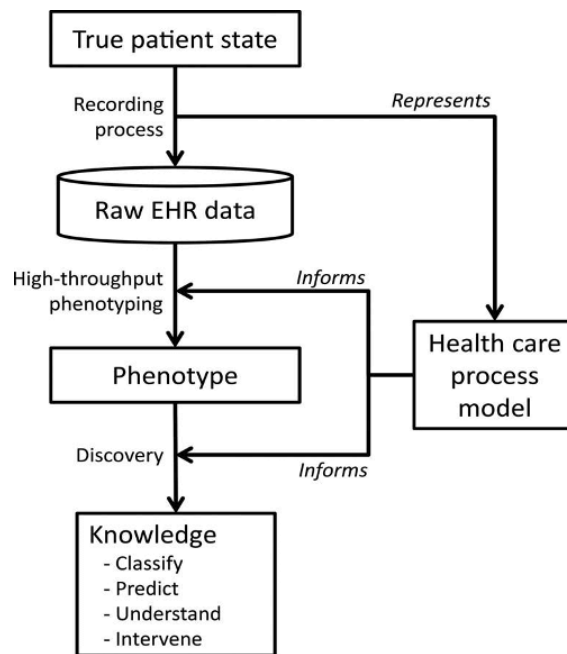 True patient state
Recording
process
Represents
Raw EHR data
High-throughput
phenotyping
Informs
Health care
process
model
Phenotype
Discovery
Informs
Knowledge
- Classify
- Predict
- Understand
- Intervene